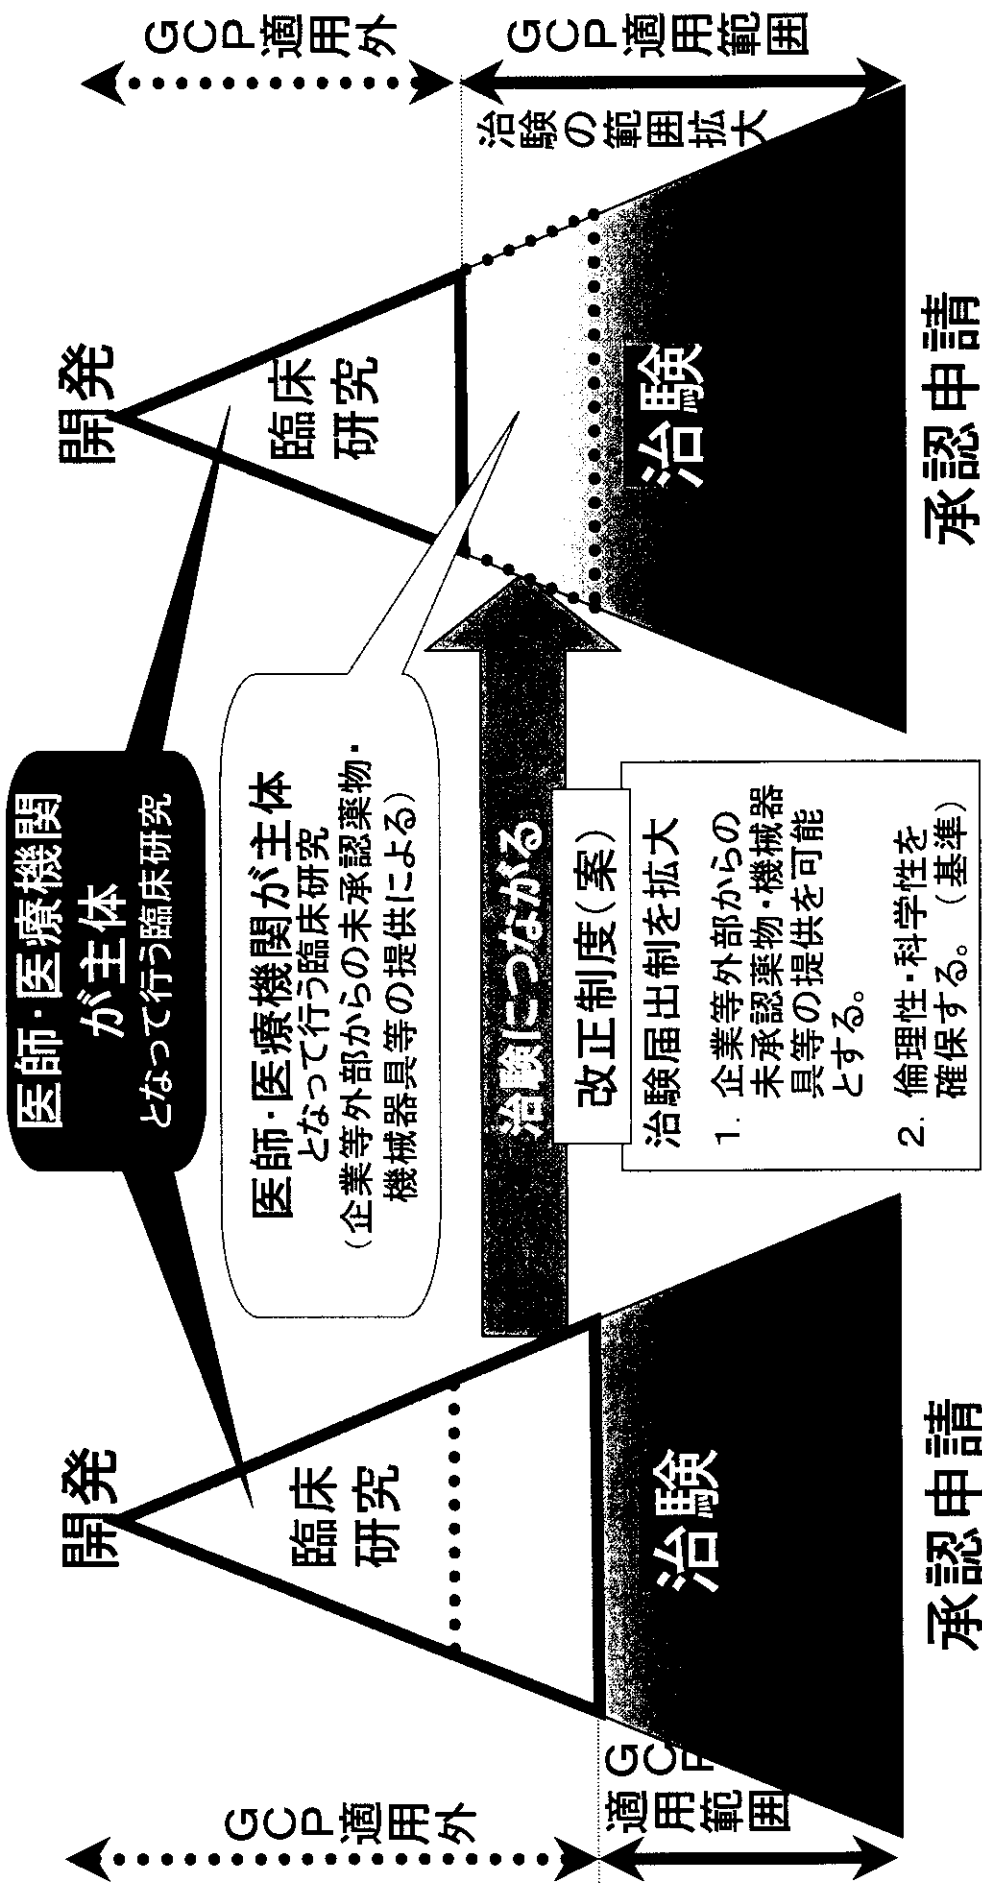 GCP適用外
GCP
適用範囲
開発
臨床
研究
治験
承認申請
医師・医療機関
が主体
となって行う臨床研究
医師・医療機関が主体
となって行う臨床研究
(企業等外部からの未承認薬物・
機械器具等の提供による)
治験につながる
改正制度(案)
治験届出制を拡大
1. 企業等外部からの
未承認薬物・機械器
具等の提供を可能
とする。
2. 倫理性・科学性を
確保する。(基準)
開発
臨床
研究
治験
承認申請
治験の範囲拡大
GCP適用外
GCP適用範囲